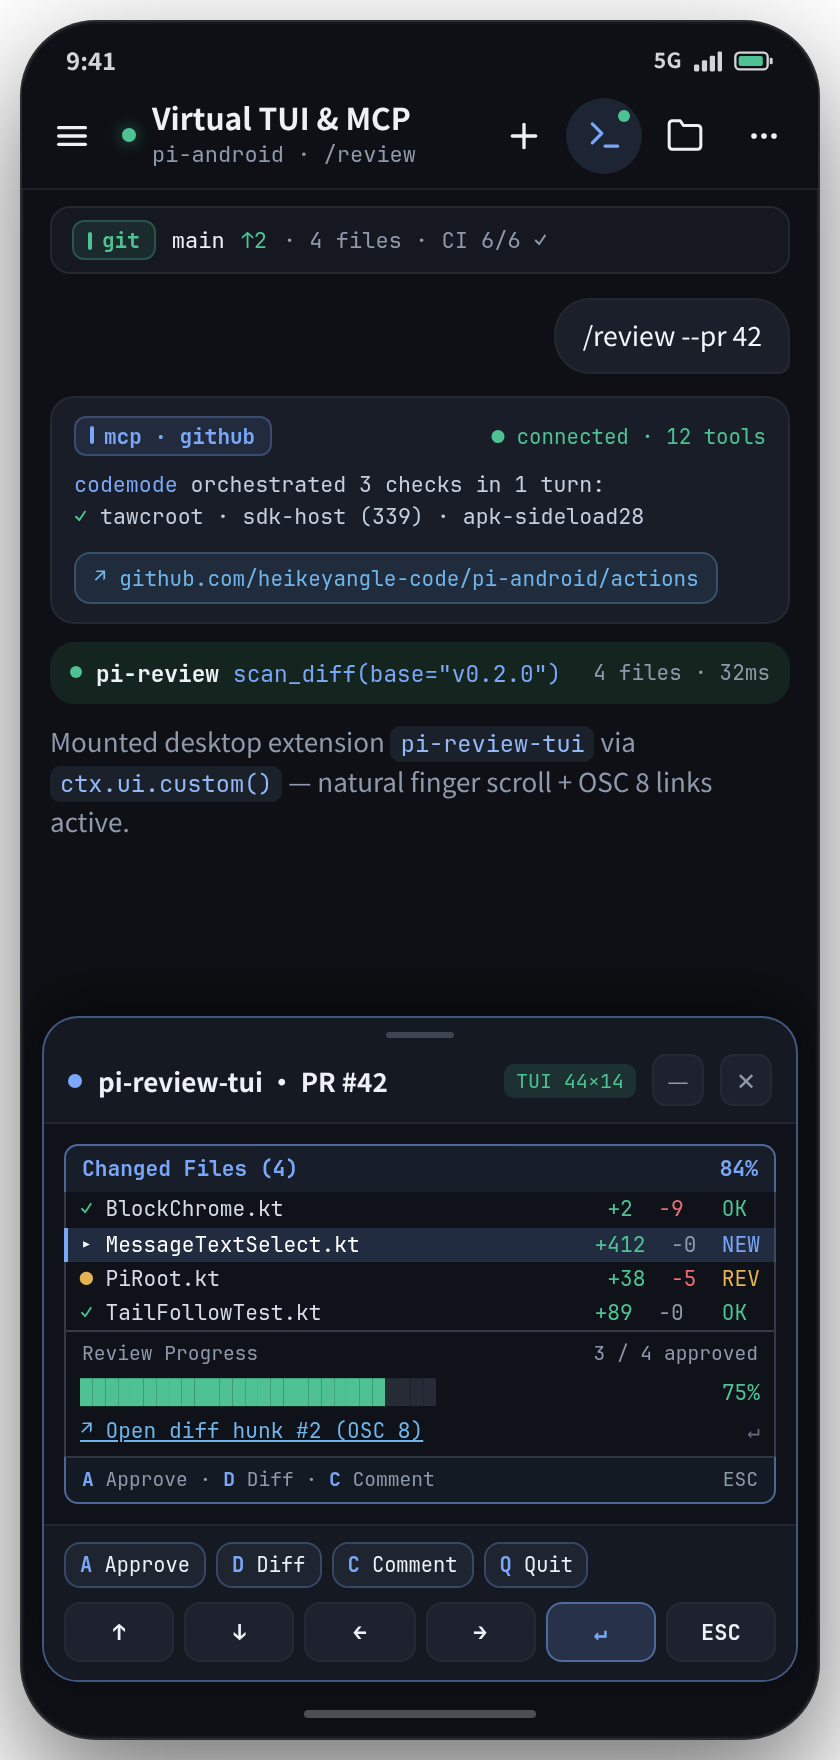 9:41 5G
Virtual TUI & MCP
pi-android · /review
git main ↑2 · 4 files · CI 6/6 ✓
/review --pr 42
mcp · github ● connected · 12 tools
codemode orchestrated 3 checks in 1 turn:
✓ tawcroot · sdk-host (339) · apk-sideload28
↗ github.com/heikeyangle-code/pi-android/actions
● pi-review scan_diff(base="v0.2.0") 4 files · 32ms
Mounted desktop extension pi-review-tui via
ctx.ui.custom() — natural finger scroll + OSC 8 links
active.
● pi-review-tui • PR #42 TUI 44×14 — ✕
Changed Files (4) 84%
✓ BlockChrome.kt +2 -9 OK
▸ MessageTextSelect.kt +412 -0 NEW
● PiRoot.kt +38 -5 REV
✓ TailFollowTest.kt +89 -0 OK
Review Progress 3 / 4 approved
75%
↗ Open diff hunk #2 (OSC 8) ↵
A Approve · D Diff · C Comment ESC
A Approve D Diff C Comment Q Quit
↑ ↓ ← → ↵ ESC